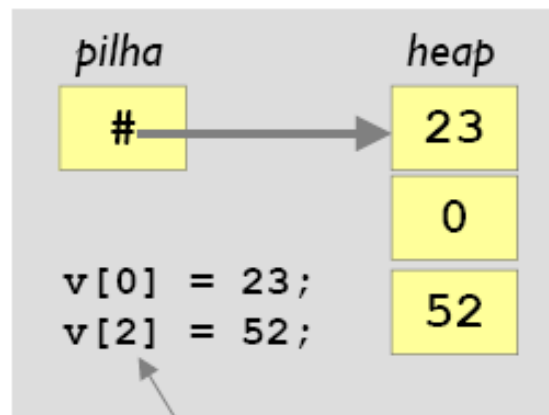 pilha heap
# 23
0
v[0] = 23;
52
v[2] = 52;